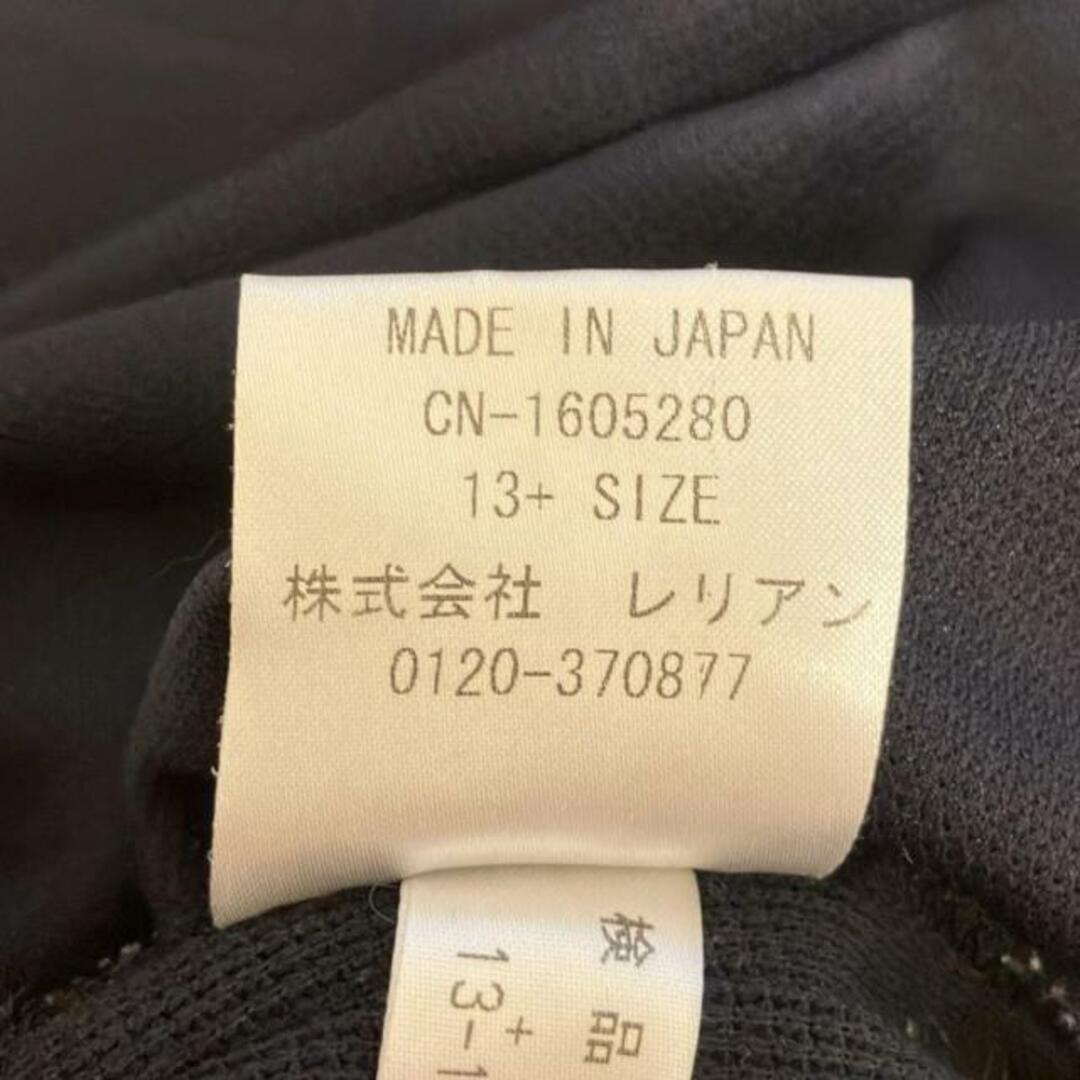 MADE IN JAPAN
CN-1605280
13+ SIZE
株式会社 レリアン
0120-370877
検品
13+-1